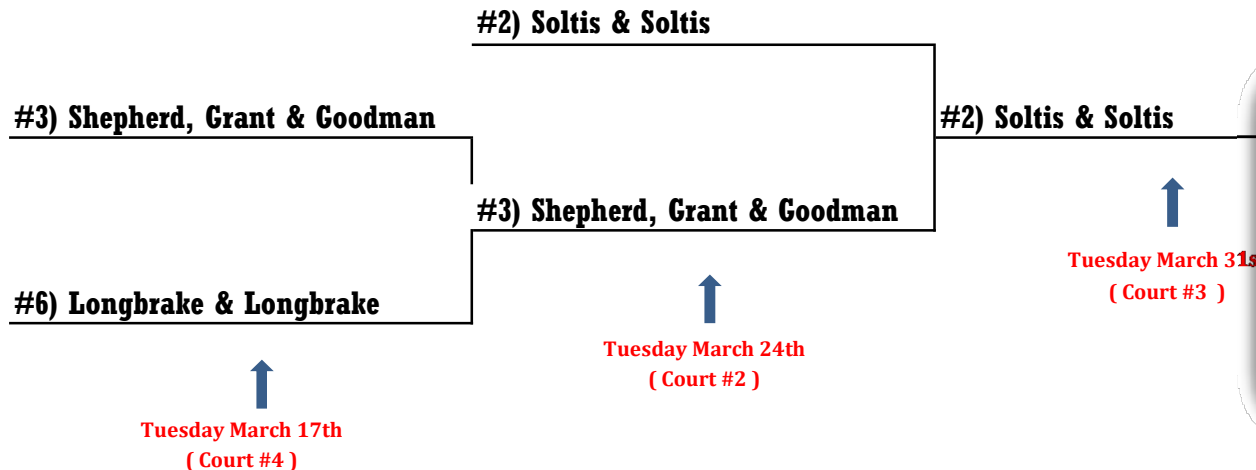 #2) Soltis & Soltis
#3) Shepherd, Grant & Goodman
#2) Soltis & Soltis
#3) Shepherd, Grant & Goodman
#6) Longbrake & Longbrake
Tuesday March 31s
( Court #3 )
Tuesday March 24th
( Court #2 )
Tuesday March 17th
( Court #4 )